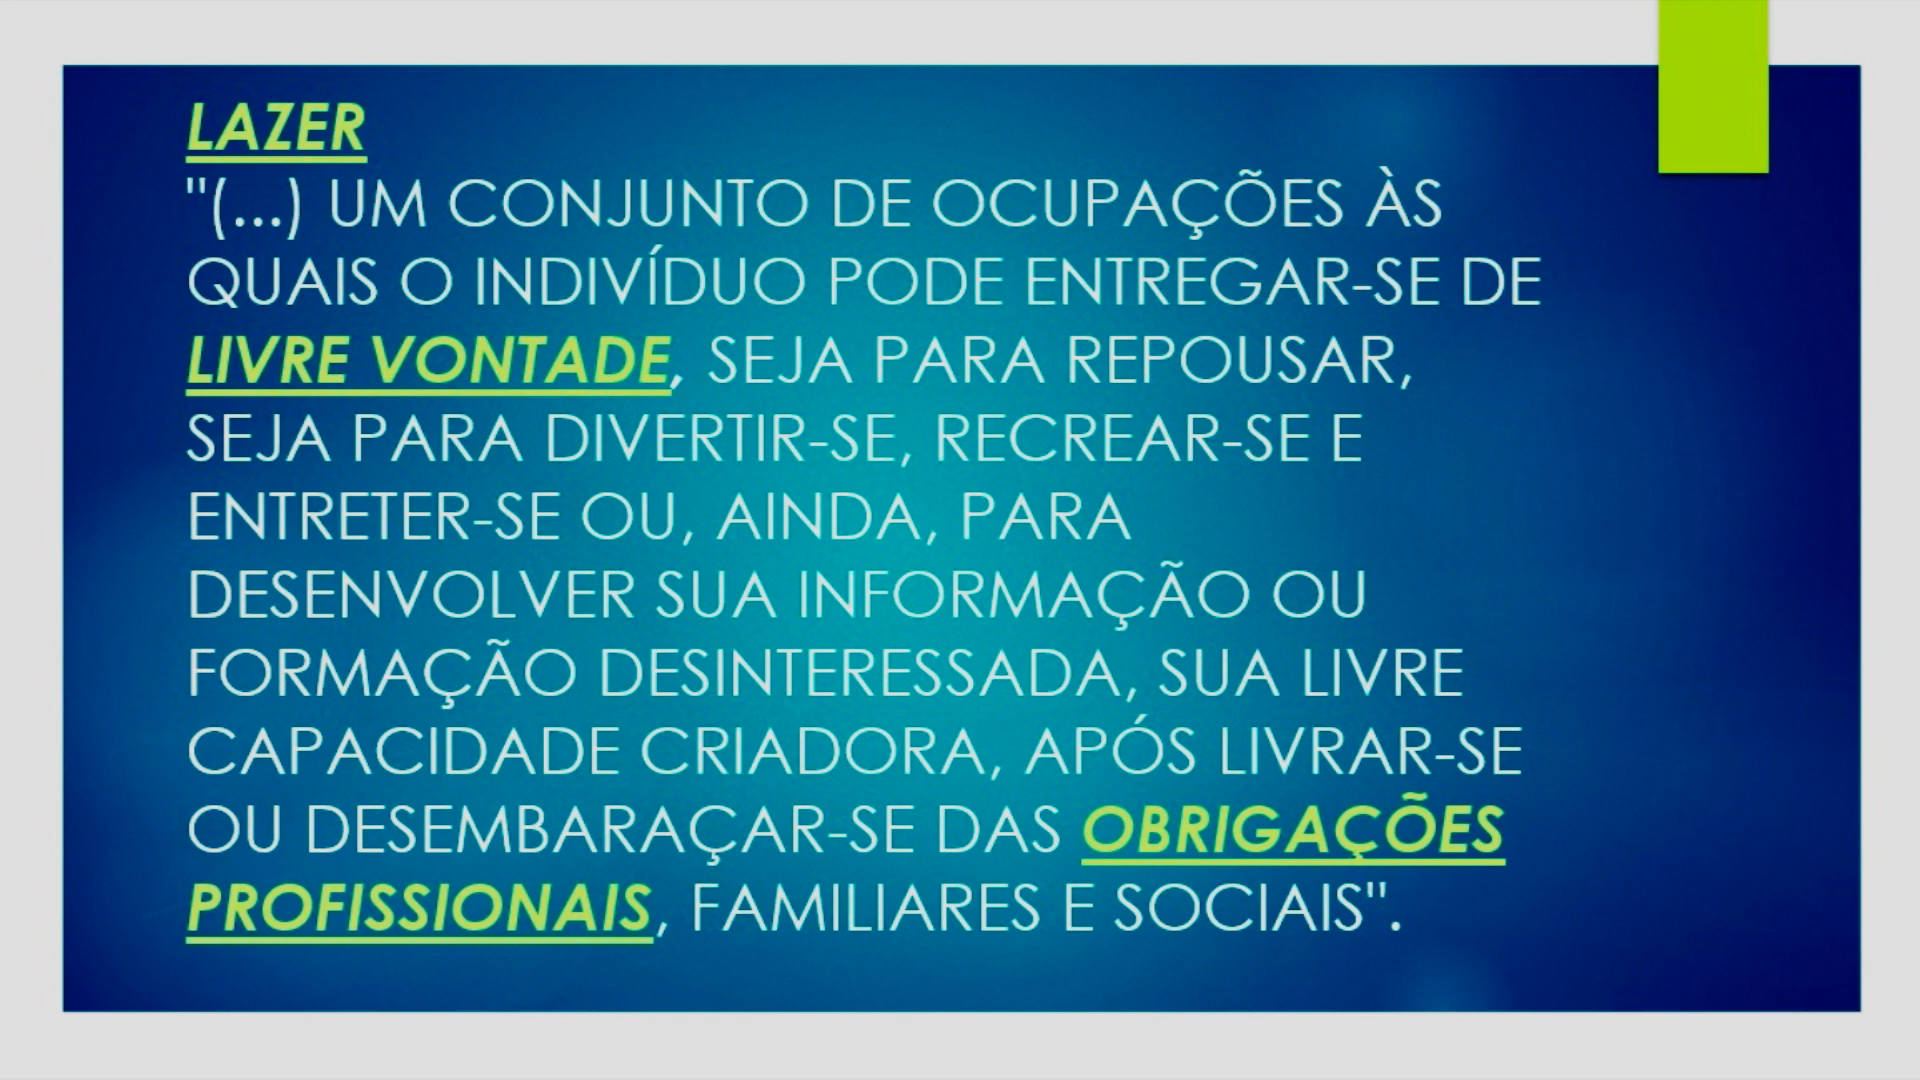 LAZER
"(...) UM CONJUNTO DE OCUPAÇÕES ÀS
QUAIS O INDIVÍDUO PODE ENTREGAR-SE DE
LIVRE VONTADE, SEJA PARA REPOUSAR,
SEJA PARA DIVERTIR-SE, RECREAR-SE E
ENTRETER-SE OU, AINDA, PARA
DESENVOLVER SUA INFORMAÇÃO OU
FORMAÇÃO DESINTERESSADA, SUA LIVRE
CAPACIDADE CRIADORA, APÓS LIVRAR-SE
OU DESEMBARAÇAR-SE DAS OBRIGAÇÕES
PROFISSIONAIS, FAMILIARES E SOCIAIS".